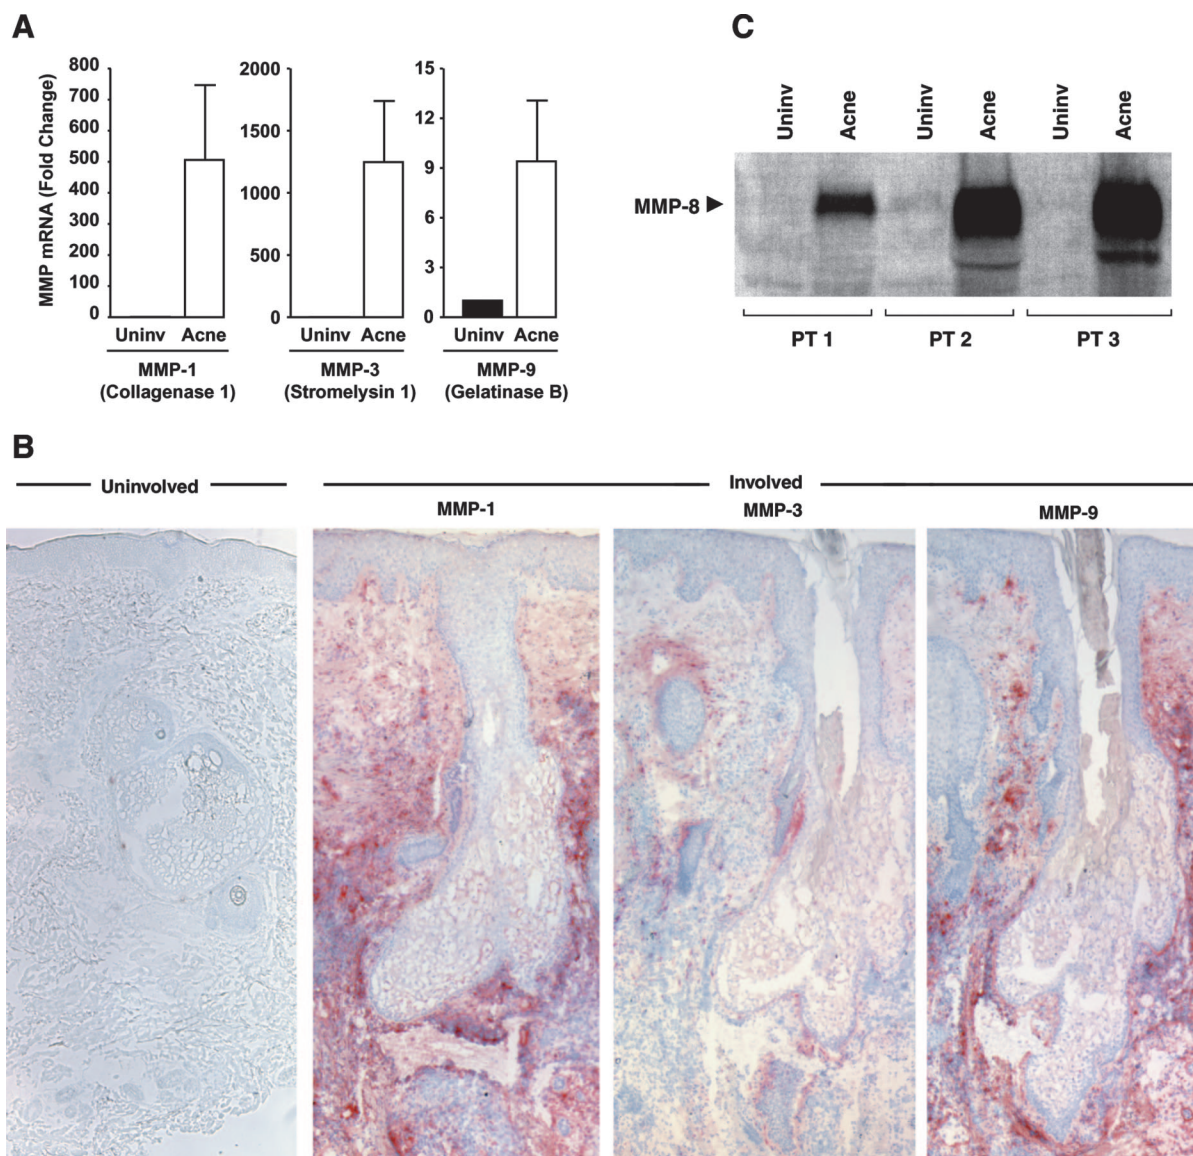 A
MMP mRNA (Fold Change)
800
700
600
500
400
300
200
100
0
Uninv Acne
MMP-1
(Collagenase 1)
2000
1500
1000
500
0
Uninv Acne
MMP-3
(Stromelysin 1)
15
12
9
6
3
0
Uninv Acne
MMP-9
(Gelatinase B)
C
Uninv
Acne
Uninv
Acne
Uninv
Acne
MMP-8
PT 1
PT 2
PT 3
B
Uninvolved
Involved
MMP-1
MMP-3
MMP-9